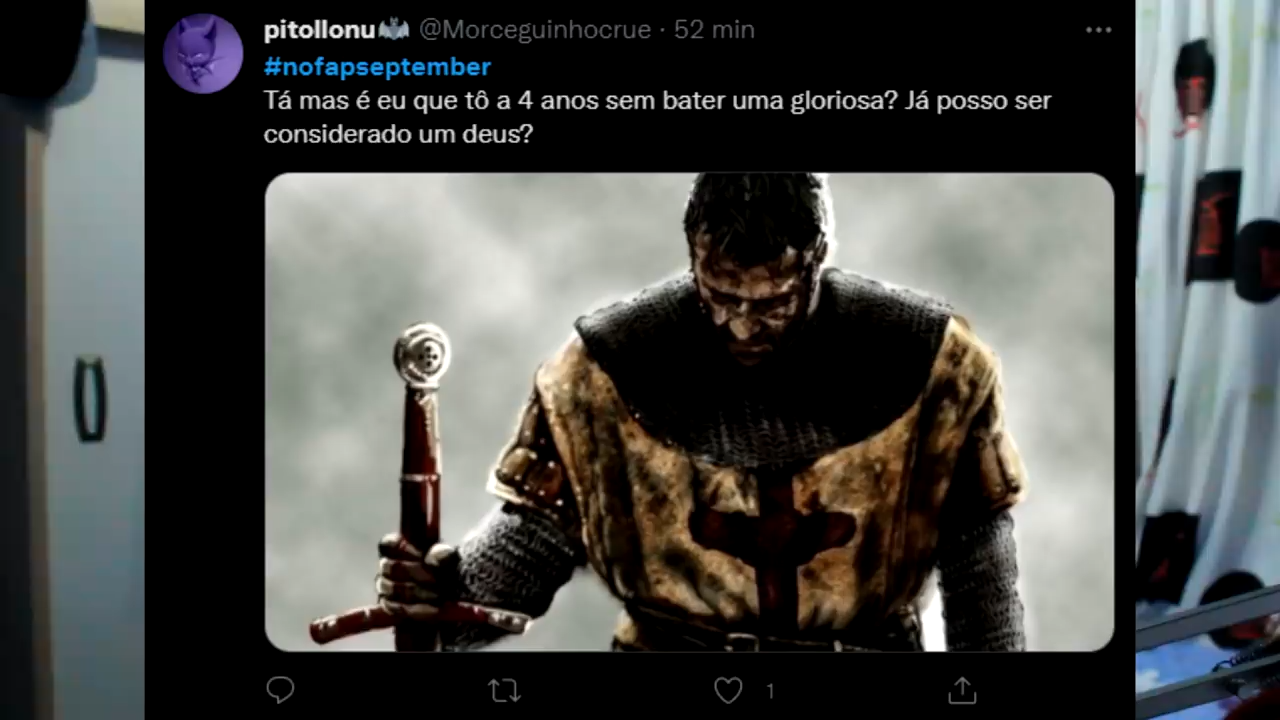 pitollonu🦇 @Morceguinhocrue · 52 min
#nofapseptember
Tá mas é eu que tô a 4 anos sem bater uma gloriosa? Já posso ser
considerado um deus?
1